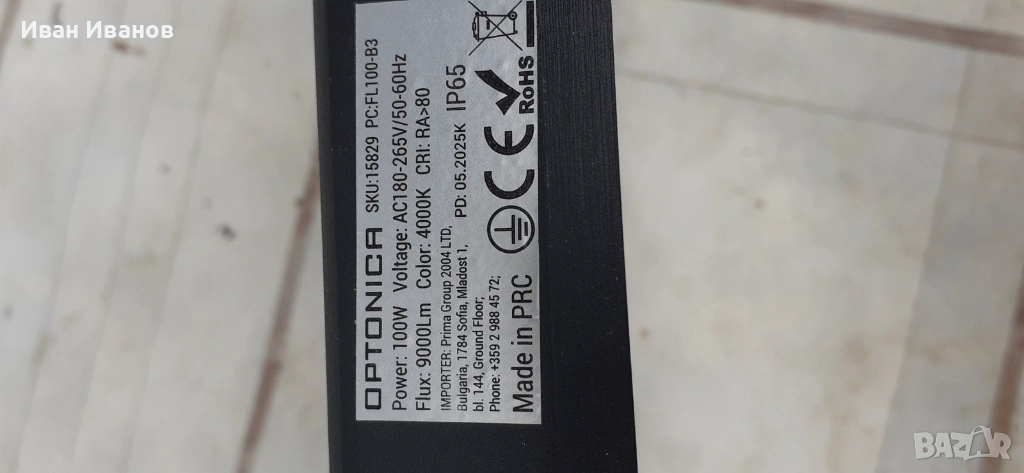 Иван Иванов
OPTONICA SKU:15829 PC:FL100-B3
Power: 100W Voltage: AC180-265V/50-60Hz
Flux: 9000Lm Color: 4000K CRI: RA>80
IMPORTER: Prima Group 2004 LTD,
Bulgaria, 1784 Sofia, Mladost 1,
bl. 144, Ground Floor;
Phone: +359 2 988 45 72;
PD: 05.2025K IP65
Made in PRC
CE
RoHS
BAZAR